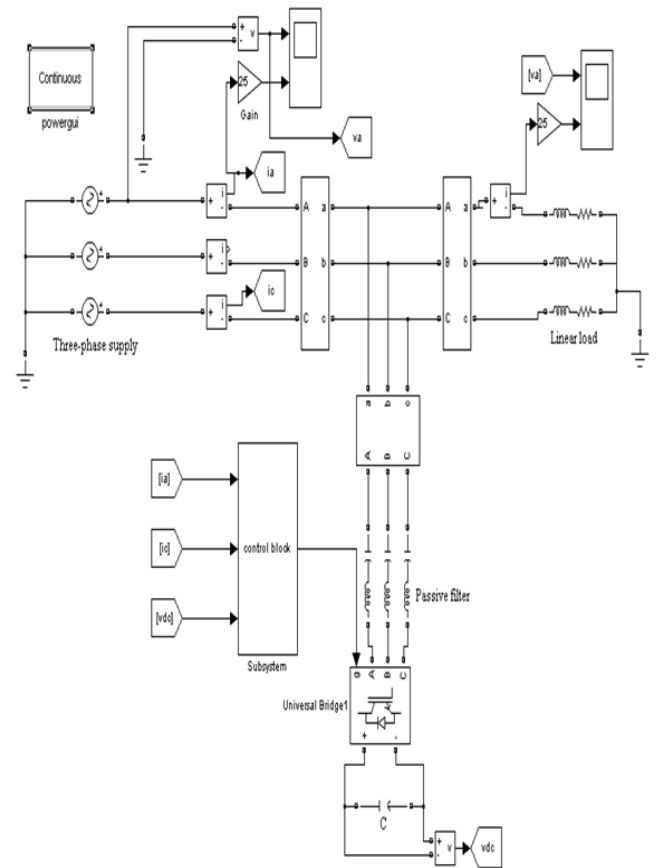 Continuous
powergui
+
-
v
25
Gain
va
ia
[va]
25
+
i
-
A
B
C
a
b
c
A
B
C
a
b
c
+
i
-
i
-
ic
+
i
-
Three-phase supply
Linear load
a
b
c
A
B
C
[ia]
[ic]
[vdc]
control block
Subsystem
Passive filter
g
A
B
C
Universal Bridge1
+
-
C
+
-
v
vdc